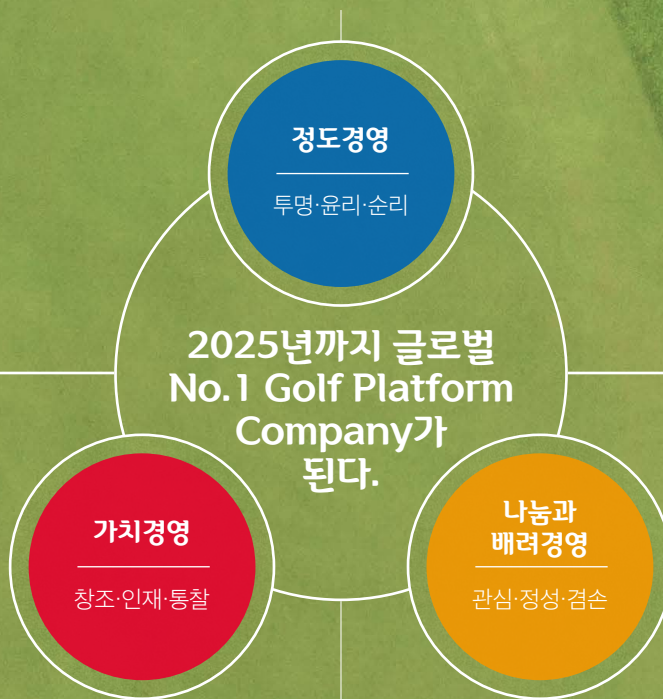 정도경영
투명·윤리·순리
2025년까지 글로벌
No.1 Golf Platform
Company가
된다.
가치경영
창조·인재·통찰
나눔과
배려경영
관심·정성·겸손